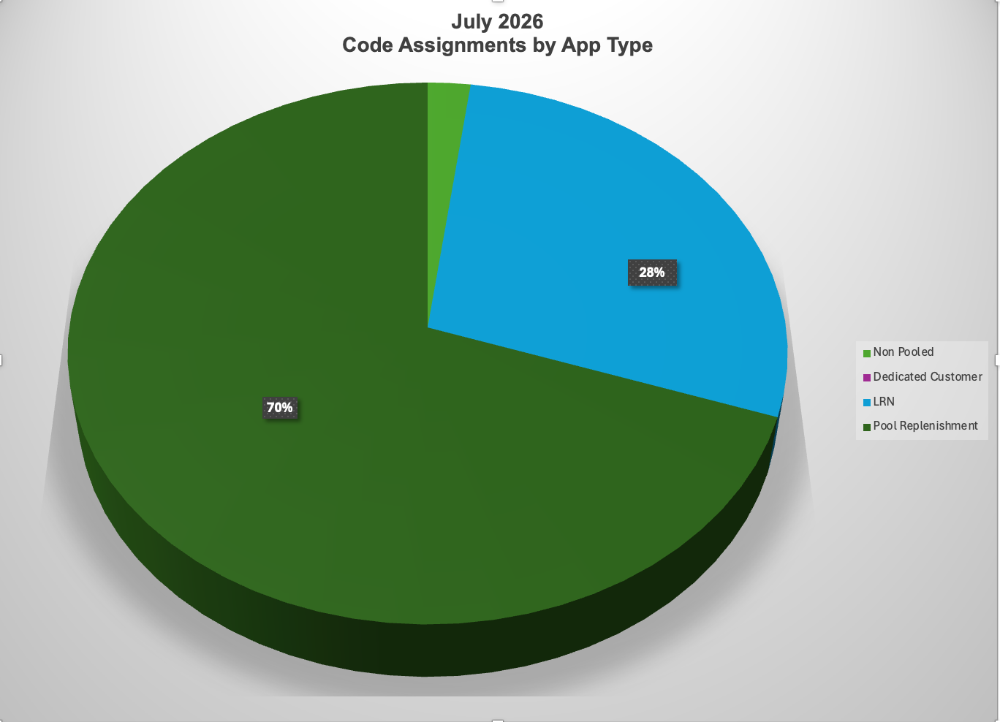 July 2026
Code Assignments by App Type
28%
70%
Non Pooled
Dedicated Customer
LRN
Pool Replenishment